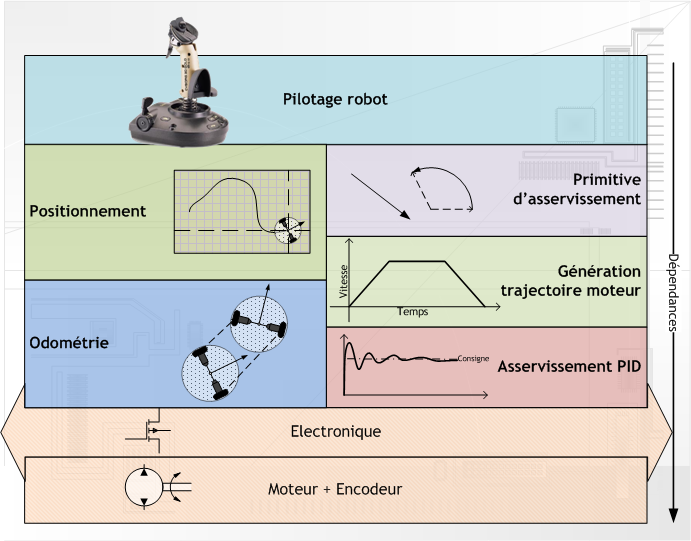 Pilotage robot
Positionnement
Primitive
d'asservissement
Vitesse
Temps
Génération
trajectoire moteur
Odométrie
Consigne
Asservissement PID
Dépendances
Electronique
Moteur + Encodeur